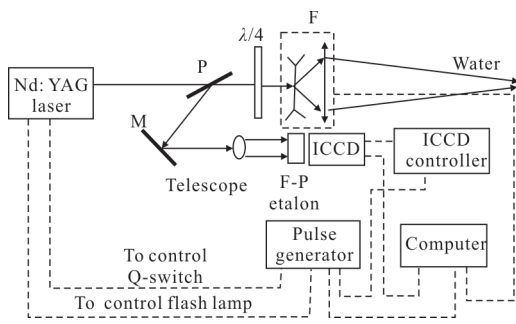 F
λ/4
P
Water
Nd: YAG
laser
M
ICCD
ICCD
controller
Telescope
F-P
etalon
Pulse
generator
Computer
To control
Q-switch
To control flash lamp